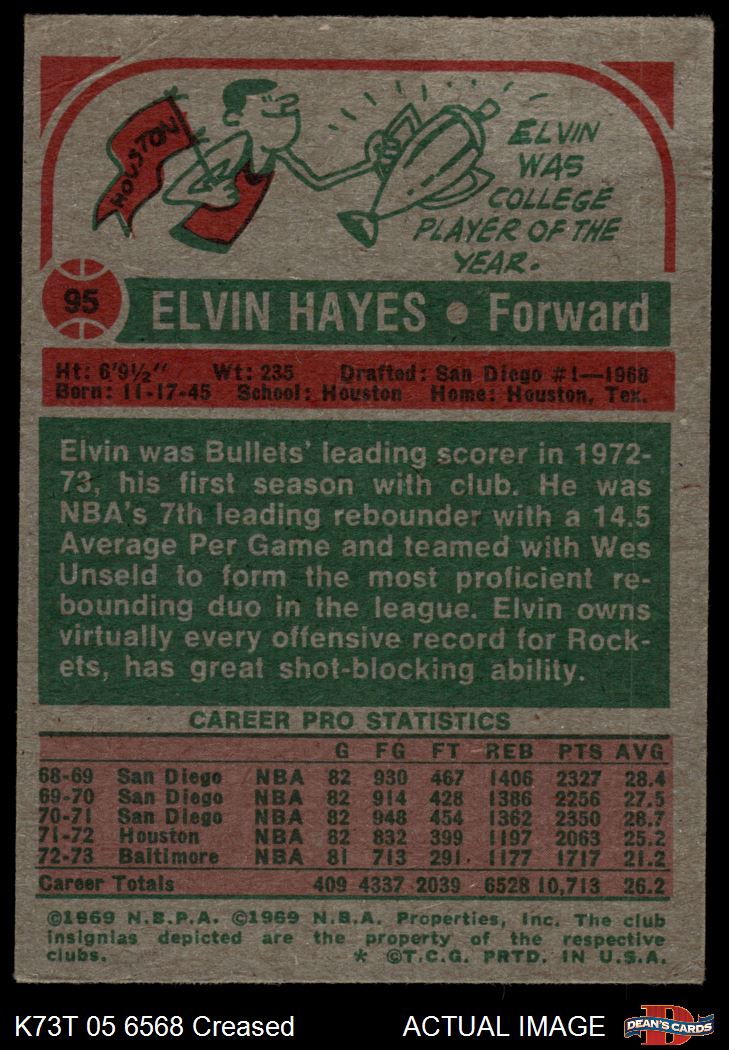 HOUSTON
ELVIN
WAS
COLLEGE
PLAYER OF THE
YEAR.
95
ELVIN HAYES • Forward
Ht: 6'9½" Wt: 235 Drafted: San Diego #1—1968
Born: 11-17-45 School: Houston Home: Houston, Tex.
Elvin was Bullets' leading scorer in 1972-
73, his first season with club. He was
NBA's 7th leading rebounder with a 14.5
Average Per Game and teamed with Wes
Unseld to form the most proficient re-
bounding duo in the league. Elvin owns
virtually every offensive record for Rock-
ets, has great shot-blocking ability.
CAREER PRO STATISTICS
G FG FT REB PTS AVG
68-69 San Diego NBA 82 930 467 1406 2327 28.4
69-70 San Diego NBA 82 914 428 1386 2256 27.5
70-71 San Diego NBA 82 948 454 1362 2350 28.7
71-72 Houston NBA 82 832 399 1197 2063 25.2
72-73 Baltimore NBA 81 713 291 1177 1717 21.2
Career Totals 409 4337 2039 6528 10,713 26.2
©1969 N.B.P.A. ©1969 N.B.A. Properties, Inc. The club
insignias depicted are the property of the respective
clubs. * ©T.C.G. PRTD. IN U.S.A.
K73T 05 6568 Creased ACTUAL IMAGE
DEAN'S CARDS